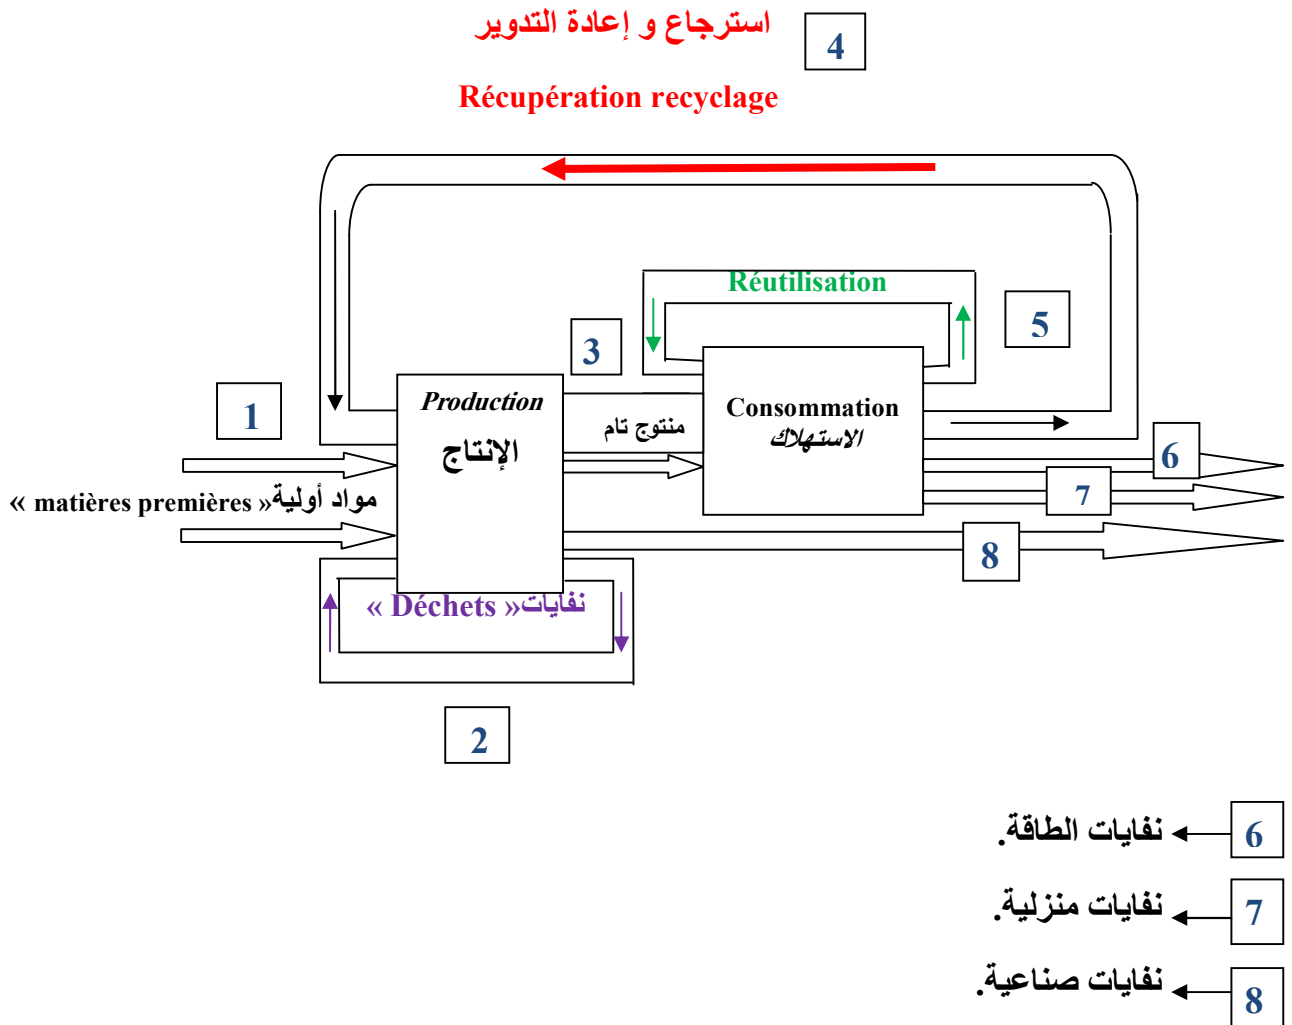 استرجاع و إعادة التدوير
4
Récupération recyclage
Réutilisation
5
3
1
Production
الإنتاج
منتوج تام
Consommation
الاستهلاك
6
7
مواد أولية« matières premières »
8
نفايات« Déchets »
2
6
نفايات الطاقة.
7
نفايات منزلية.
8
نفايات صناعية.